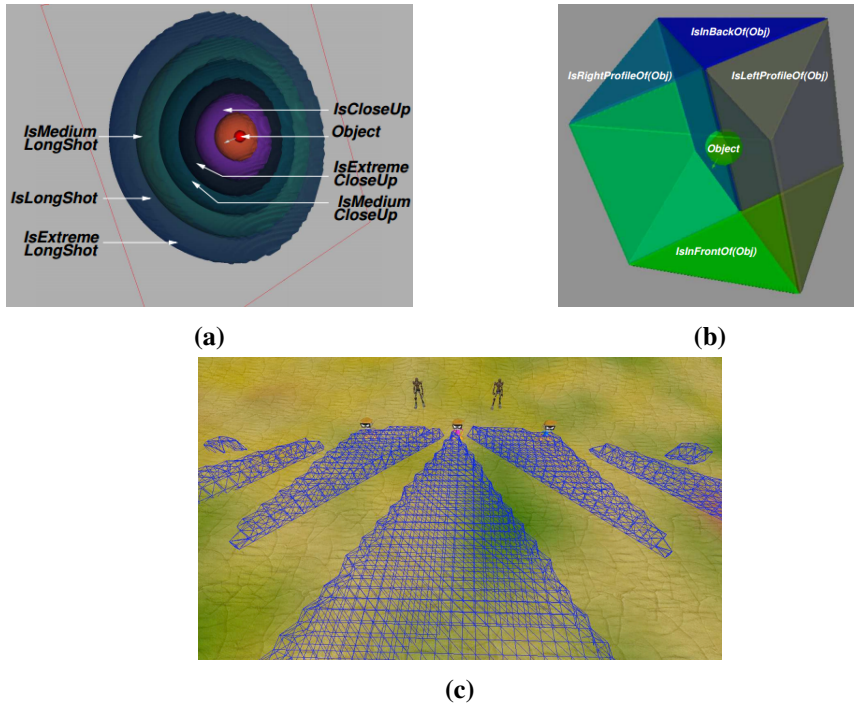 IsCloseUp
Object
IsMedium
LongShot
IsExtreme
CloseUp
IsLongShot
IsMedium
CloseUp
IsExtreme
LongShot
(a)
IsInBackOf(Obj)
IsRightProfileOf(Obj)
IsLeftProfileOf(Obj)
Object
IsInFrontOf(Obj)
(b)
(c)